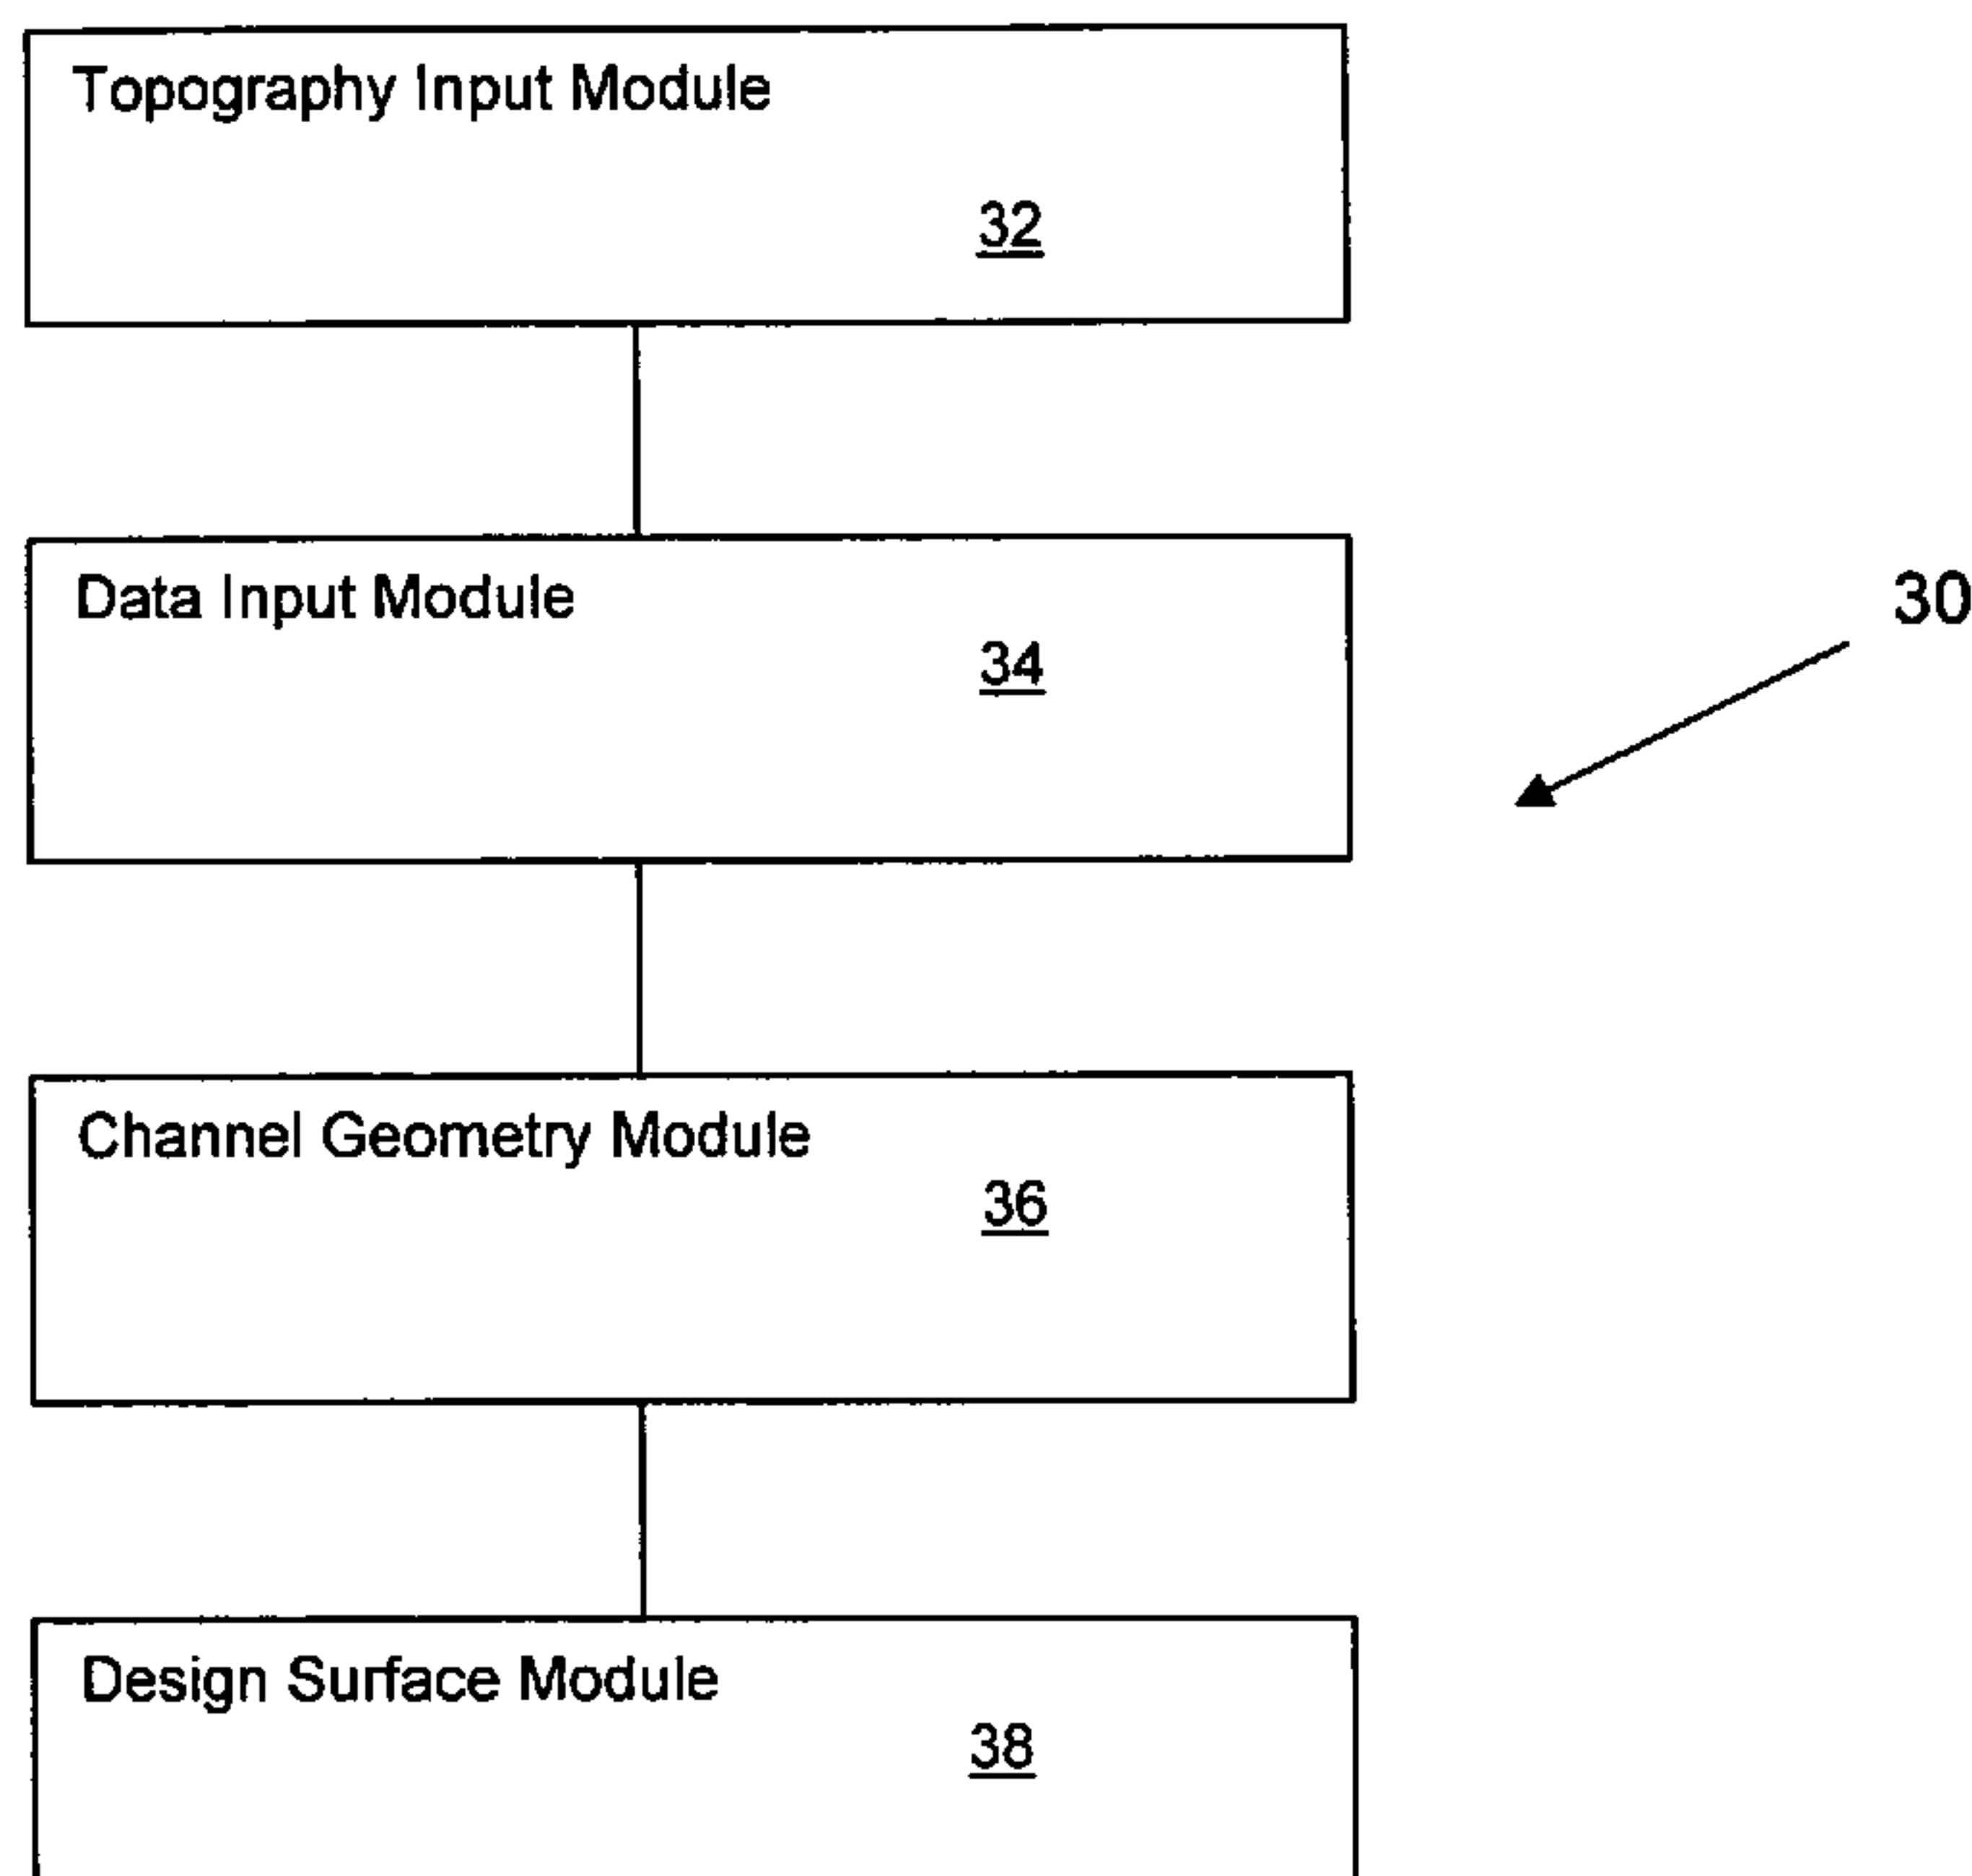 Topography Input Module
32
Data Input Module
34
30
Channel Geometry Module
36
Design Surface Module
38